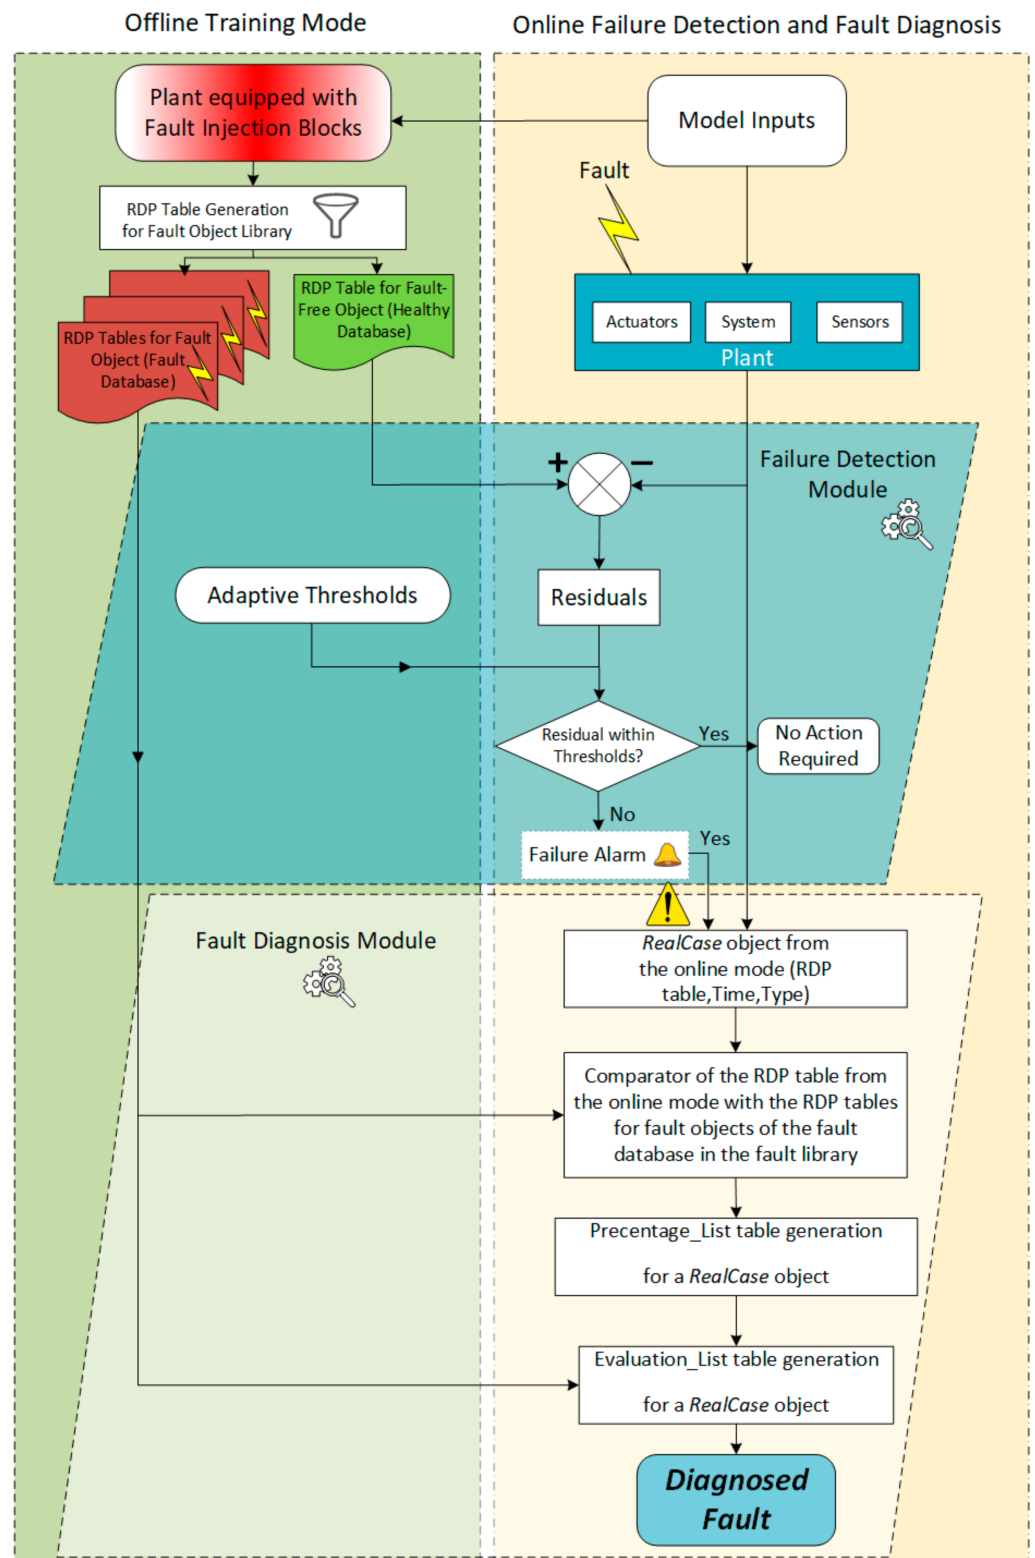 Offline Training Mode
Online Failure Detection and Fault Diagnosis
Plant equipped with
Fault Injection Blocks
Model Inputs
Fault
RDP Table Generation
for Fault Object Library
RDP Tables for Fault
Object (Fault
Database)
RDP Table for Fault-
Free Object (Healthy
Database)
Actuators
System
Sensors
Plant
Failure Detection
Module
+
−
Adaptive Thresholds
Residuals
Residual within
Thresholds?
Yes
No Action
Required
No
Failure Alarm
Yes
!
Fault Diagnosis Module
RealCase object from
the online mode (RDP
table,Time,Type)
Comparator of the RDP table from
the online mode with the RDP tables
for fault objects of the fault
database in the fault library
Precentage_List table generation
for a RealCase object
Evaluation_List table generation
for a RealCase object
Diagnosed
Fault